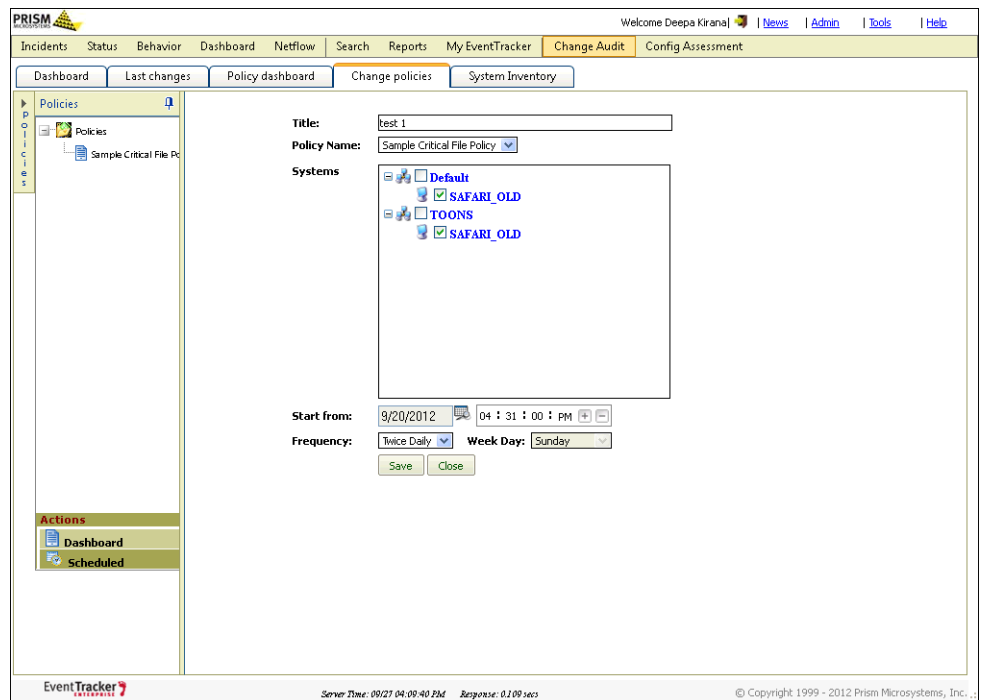 PRISM
MICROSYSTEMS
Welcome Deepa Kirana| | News | Admin | Tools | Help
Incidents Status Behavior Dashboard Netflow Search Reports My EventTracker Change Audit Config Assessment
Dashboard Last changes Policy dashboard Change policies System Inventory
Policies
Policies
Policies
Sample Critical File Po
Title: test 1
Policy Name: Sample Critical File Policy
Systems
Default
SAFARI_OLD
TOONS
SAFARI_OLD
Start from: 9/20/2012 04 : 31 : 00 : PM
Frequency: Twice Daily Week Day: Sunday
Save Close
Actions
Dashboard
Scheduled
EventTracker
ENTERPRISE
Server Time: 09/27 04:09:40 PM Response: 0.109 secs
© Copyright 1999 - 2012 Prism Microsystems, Inc.